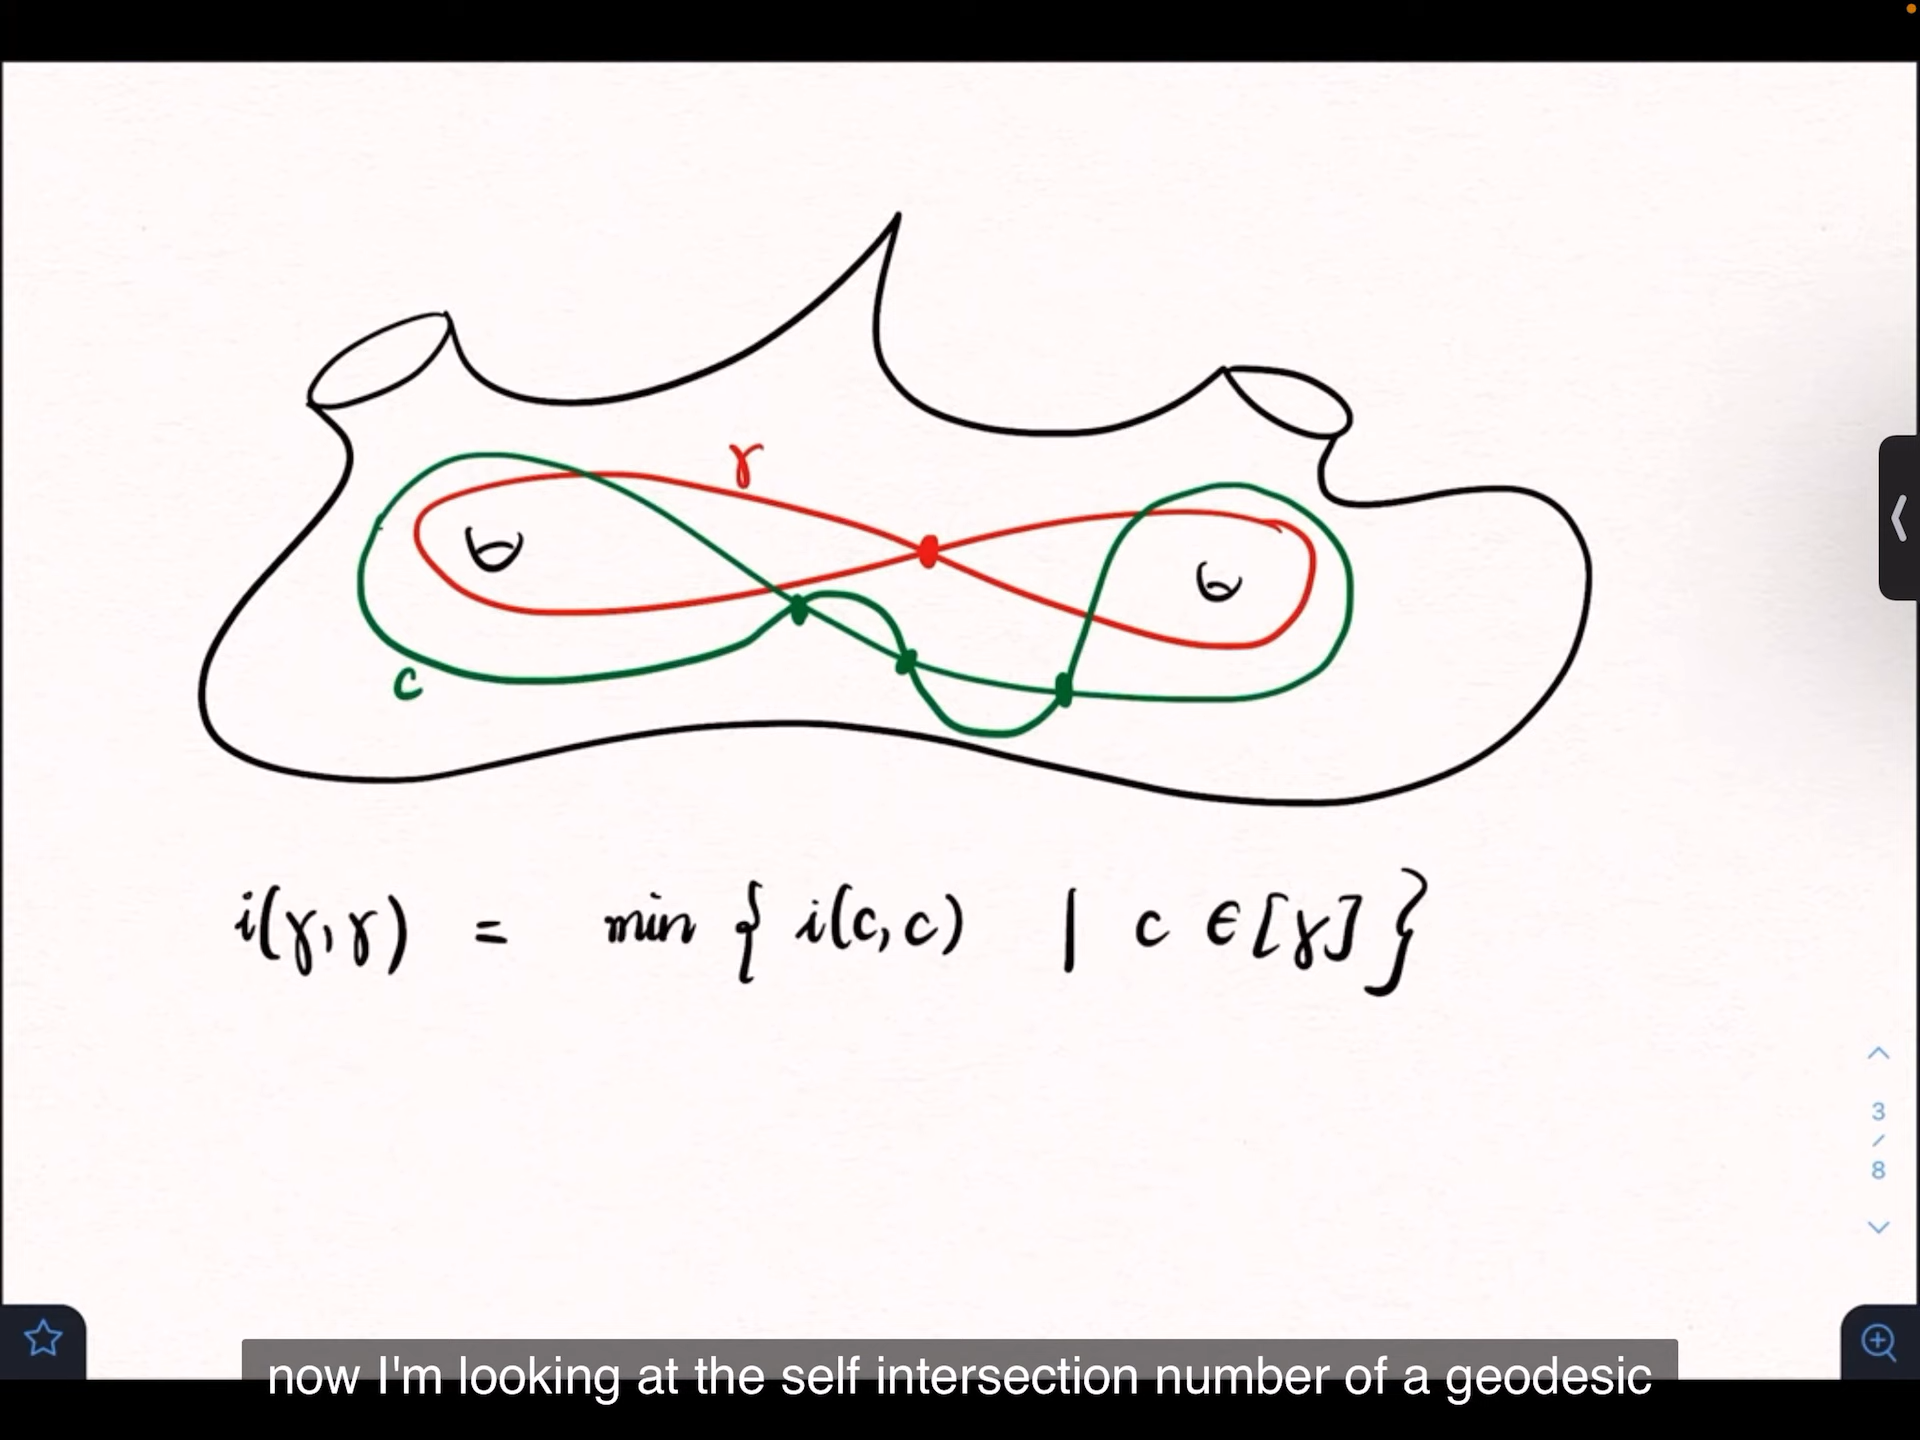 γ
c
i(γ,γ) = min { i(c,c) | c ∈ [γ] }
3
/
8
now I'm looking at the self intersection number of a geodesic